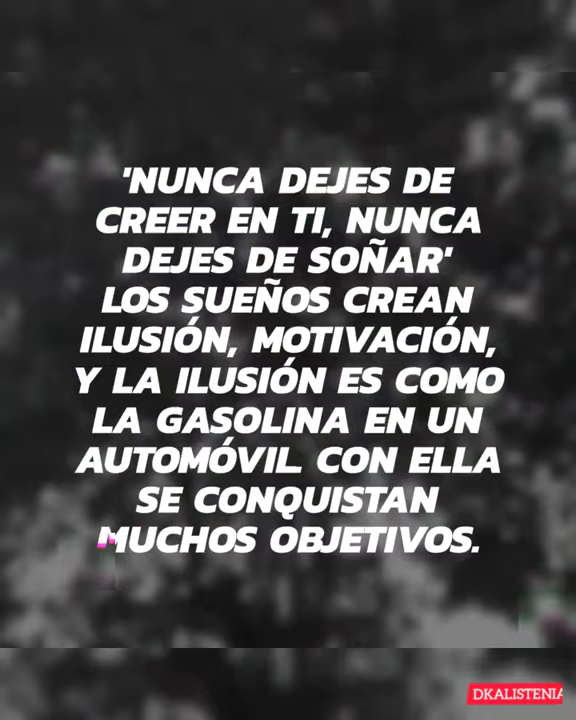 'NUNCA DEJES DE
CREER EN TI, NUNCA
DEJES DE SOÑAR'
LOS SUEÑOS CREAN
ILUSIÓN, MOTIVACIÓN,
Y LA ILUSIÓN ES COMO
LA GASOLINA EN UN
AUTOMÓVIL. CON ELLA
SE CONQUISTAN
MUCHOS OBJETIVOS.
DKALISTENIA